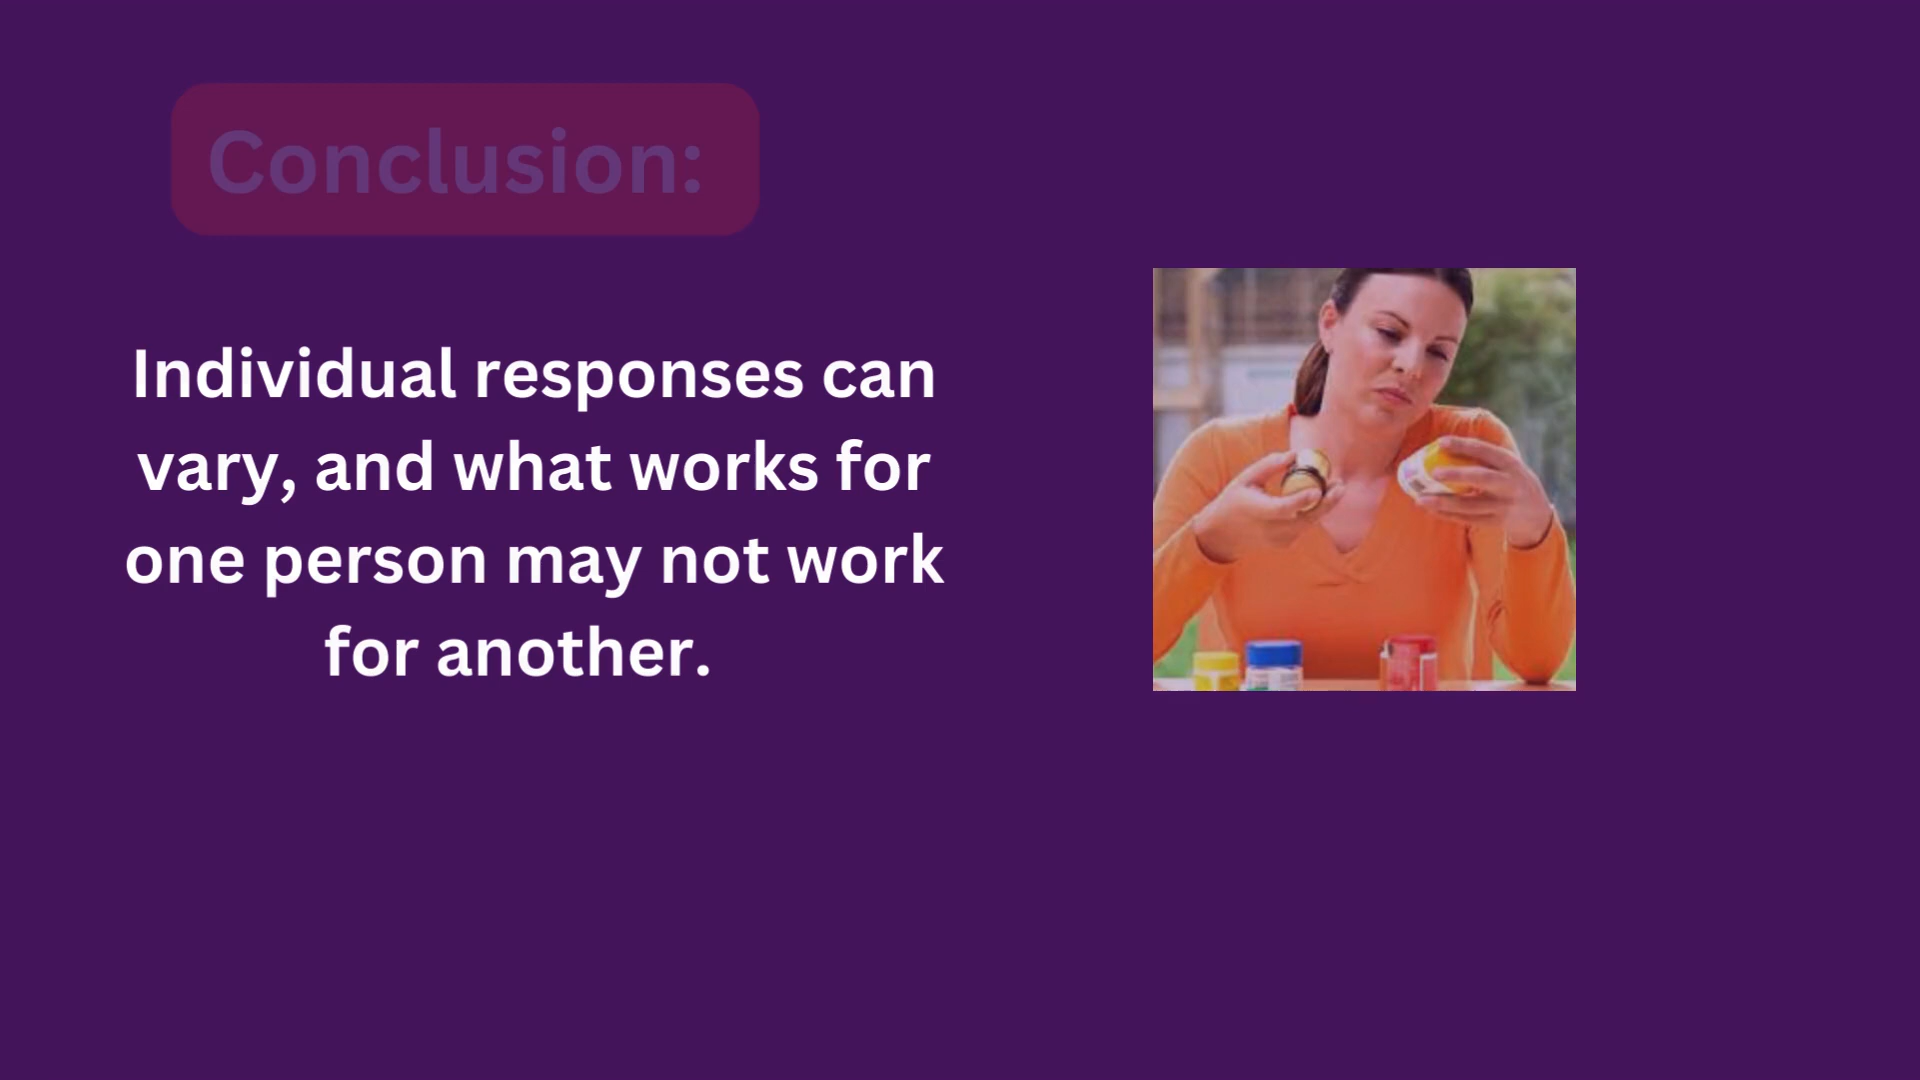 Conclusion:
Individual responses can
vary, and what works for
one person may not work
for another.